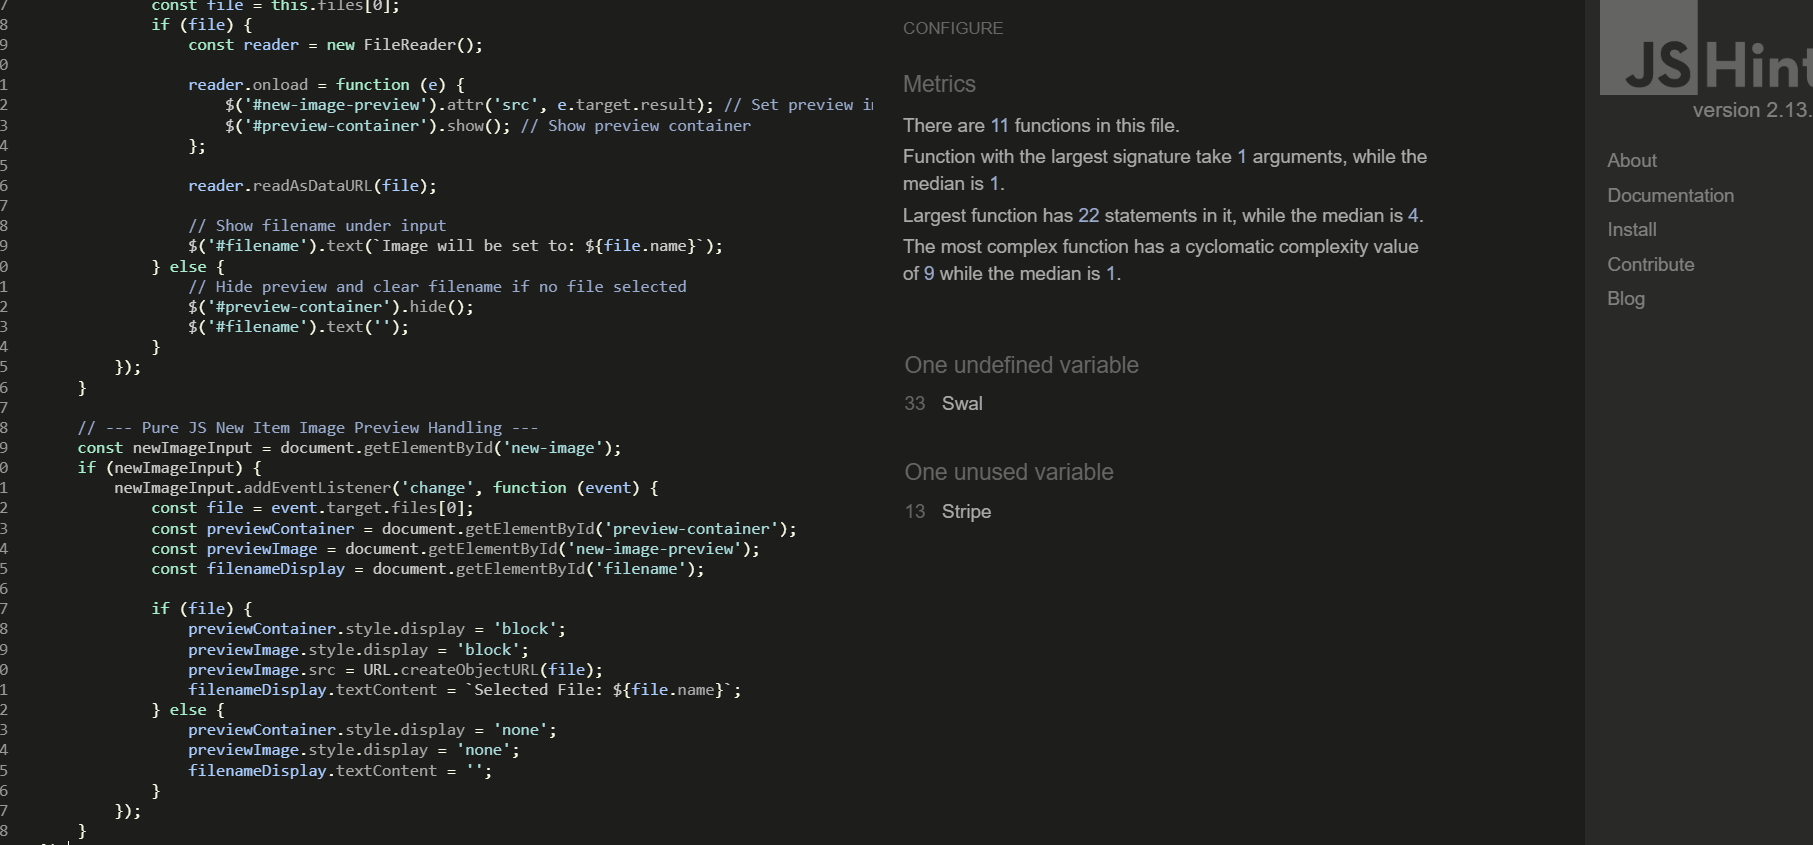 7 const file = this.files[0];
8 if (file) {
9 const reader = new FileReader();
0
1 reader.onload = function (e) {
2 $('#new-image-preview').attr('src', e.target.result); // Set preview
3 $('#preview-container').show(); // Show preview container
4 };
5
6 reader.readAsDataURL(file);
7
8 // Show filename under input
9 $('#filename').text(`Image will be set to: ${file.name}`);
0 } else {
1 // Hide preview and clear filename if no file selected
2 $('#preview-container').hide();
3 $('#filename').text('');
4 }
5 });
6 }
7
8 // --- Pure JS New Item Image Preview Handling ---
9 const newImageInput = document.getElementById('new-image');
0 if (newImageInput) {
1 newImageInput.addEventListener('change', function (event) {
2 const file = event.target.files[0];
3 const previewContainer = document.getElementById('preview-container');
4 const previewImage = document.getElementById('new-image-preview');
5 const filenameDisplay = document.getElementById('filename');
6
7 if (file) {
8 previewContainer.style.display = 'block';
9 previewImage.style.display = 'block';
0 previewImage.src = URL.createObjectURL(file);
1 filenameDisplay.textContent = `Selected File: ${file.name}`;
2 } else {
3 previewContainer.style.display = 'none';
4 previewImage.style.display = 'none';
5 filenameDisplay.textContent = '';
6 }
7 });
8 }
CONFIGURE
Metrics
There are 11 functions in this file.
Function with the largest signature take 1 arguments, while the
median is 1.
Largest function has 22 statements in it, while the median is 4.
The most complex function has a cyclomatic complexity value
of 9 while the median is 1.
One undefined variable
33 Swal
One unused variable
13 Stripe
JSHint
version 2.13.
About
Documentation
Install
Contribute
Blog